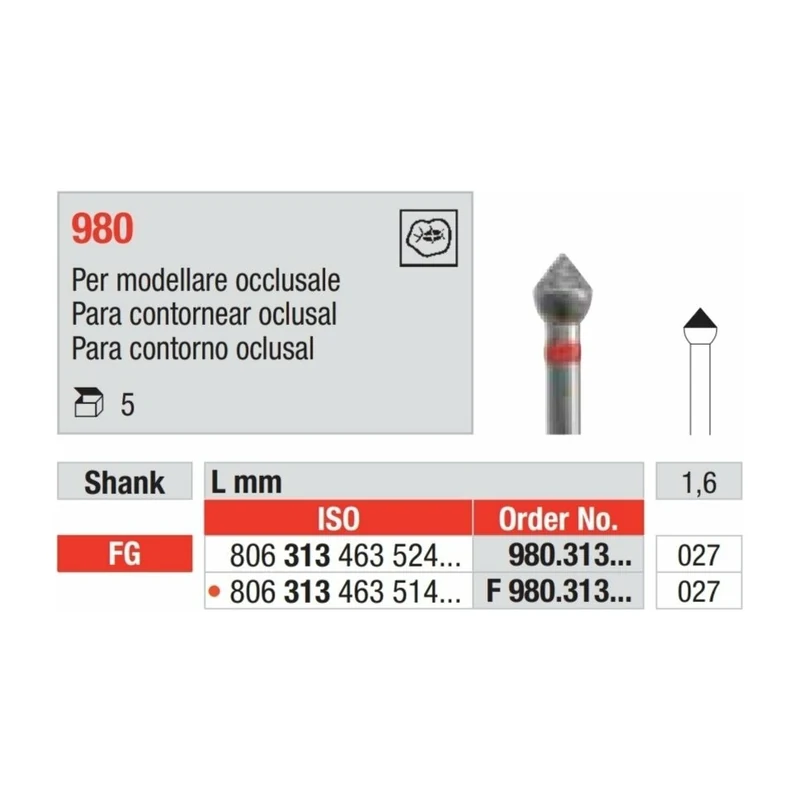 980
Per modellare occlusale
Para contornear oclusal
Para contorno oclusal
5
Shank L mm 1,6
ISO Order No.
FG 806 313 463 524... 980.313... 027
806 313 463 514... F 980.313... 027